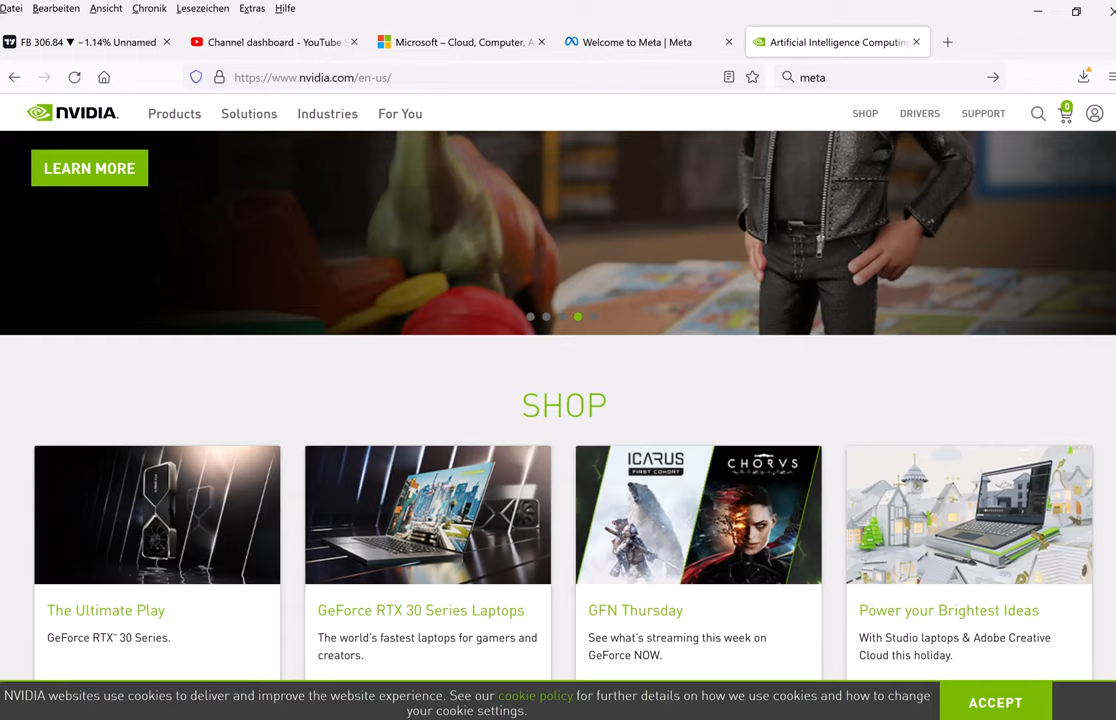 Datei Bearbeiten Ansicht Chronik Lesezeichen Extras Hilfe
FB 306.84 ▼ −1.14% Unnamed
Channel dashboard - YouTube S
Microsoft – Cloud, Computer, A
Welcome to Meta | Meta
Artificial Intelligence Computing
https://www.nvidia.com/en-us/
meta
NVIDIA.
Products Solutions Industries For You
SHOP DRIVERS SUPPORT
0
LEARN MORE
SHOP
ICARUS
FIRST COHORT
CHORVS
The Ultimate Play
GeForce RTX™ 30 Series.
GeForce RTX 30 Series Laptops
The world's fastest laptops for gamers and
creators.
GFN Thursday
See what's streaming this week on
GeForce NOW.
Power your Brightest Ideas
With Studio laptops & Adobe Creative
Cloud this holiday.
NVIDIA websites use cookies to deliver and improve the website experience. See our cookie policy for further details on how we use cookies and how to change
your cookie settings.
ACCEPT